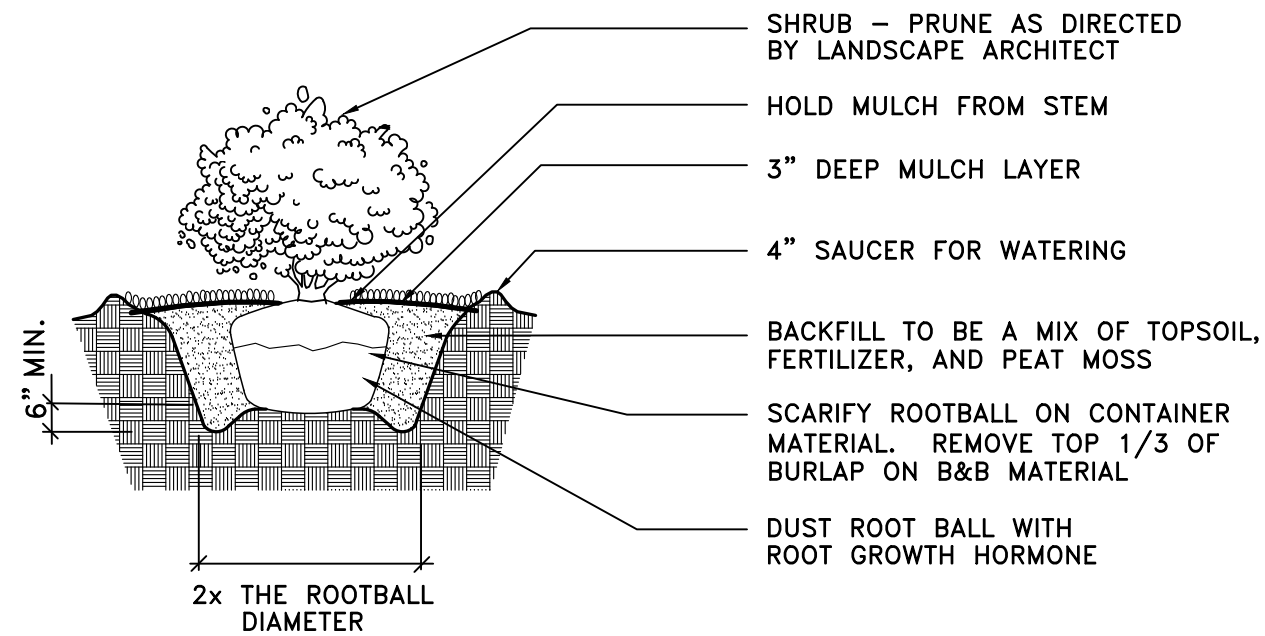 SHRUB – PRUNE AS DIRECTED
BY LANDSCAPE ARCHITECT
HOLD MULCH FROM STEM
3” DEEP MULCH LAYER
4” SAUCER FOR WATERING
BACKFILL TO BE A MIX OF TOPSOIL,
FERTILIZER, AND PEAT MOSS
SCARIFY ROOTBALL ON CONTAINER
MATERIAL. REMOVE TOP 1/3 OF
BURLAP ON B&B MATERIAL
DUST ROOT BALL WITH
ROOT GROWTH HORMONE
6” MIN.
2x THE ROOTBALL
DIAMETER